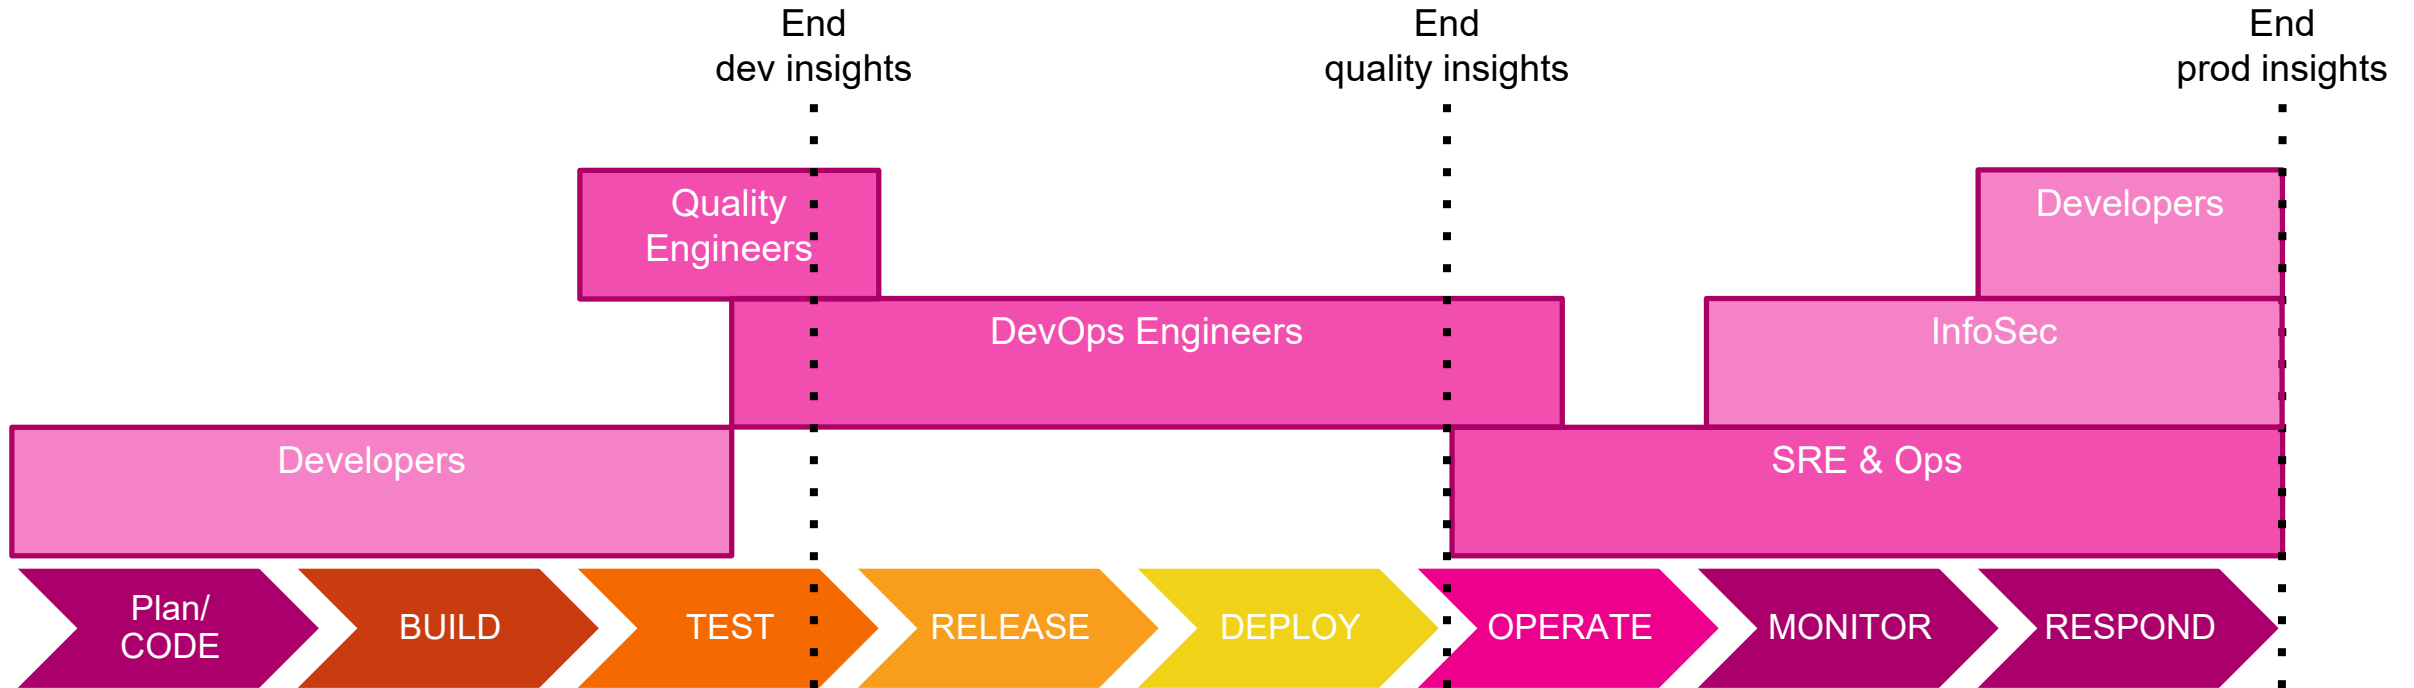 End
dev insights
End
quality insights
End
prod insights
Quality
Engineers
Developers
DevOps Engineers
InfoSec
Developers
SRE & Ops
Plan/
CODE
BUILD
TEST
RELEASE
DEPLOY
OPERATE
MONITOR
RESPOND